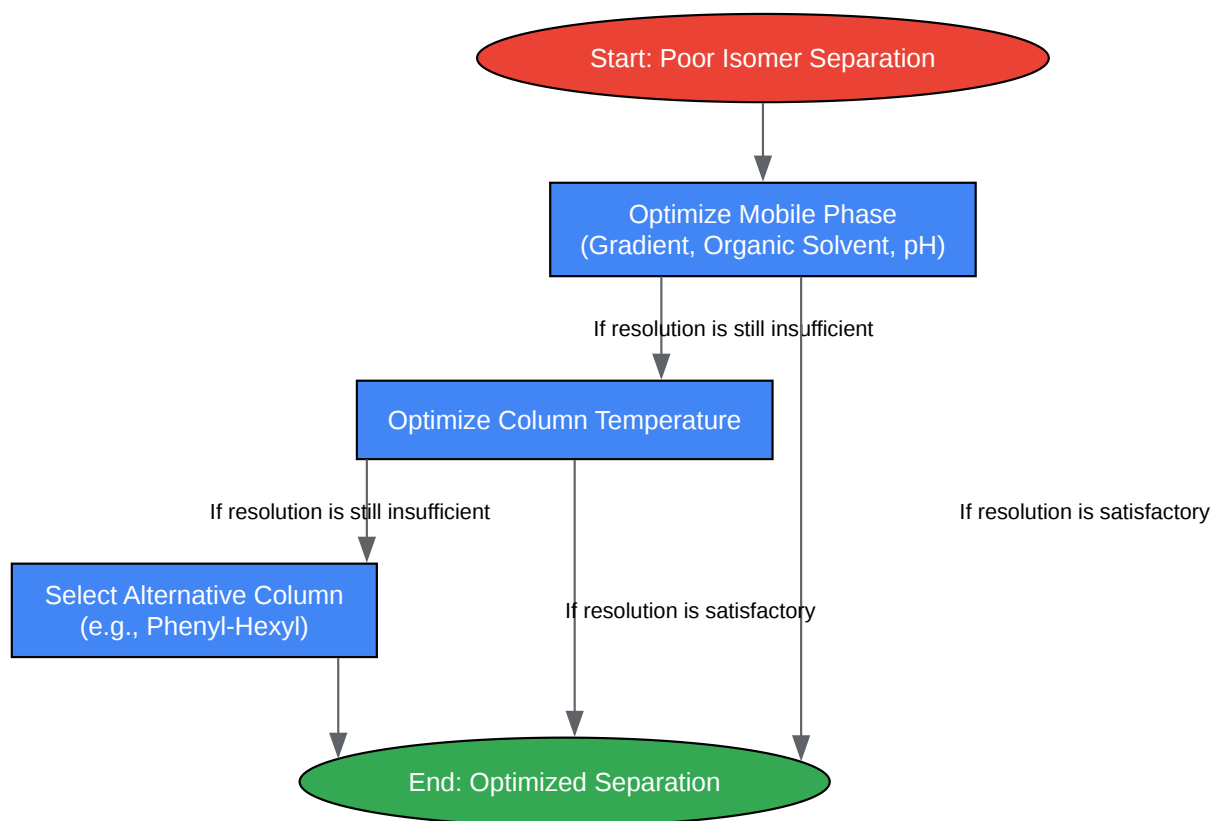 Start: Poor Isomer Separation
Optimize Mobile Phase
(Gradient, Organic Solvent, pH)
If resolution is still insufficient
Optimize Column Temperature
If resolution is still insufficient
If resolution is satisfactory
Select Alternative Column
(e.g., Phenyl-Hexyl)
If resolution is satisfactory
End: Optimized Separation